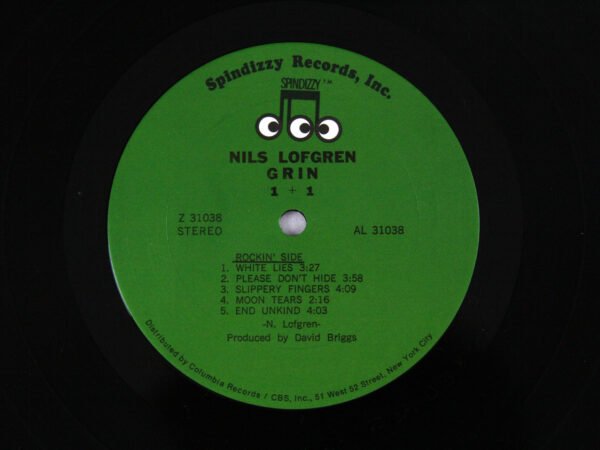 Spindizzy Records, Inc.
SPINDIZZY TM
NILS LOFGREN
GRIN
1 + 1
Z 31038
STEREO
AL 31038
ROCKIN' SIDE
1. WHITE LIES 3:27
2. PLEASE DON'T HIDE 3:58
3. SLIPPERY FINGERS 4:09
4. MOON TEARS 2:16
5. END UNKIND 4:03
-N. Lofgren-
Produced by David Briggs
Distributed by Columbia Records / CBS, Inc., 51 West 52 Street, New York City